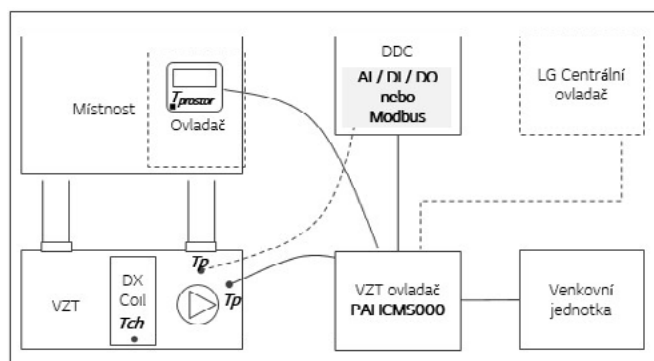 DDC
AI / DI / DO
nebo
Modbus
LG Centrální
ovladač
Tprostor
Místnost
Ovladač
VZT
DX
Coil
Tch
Tp
Tp
VZT ovladač
PAHCMS000
Venkovní
jednotka